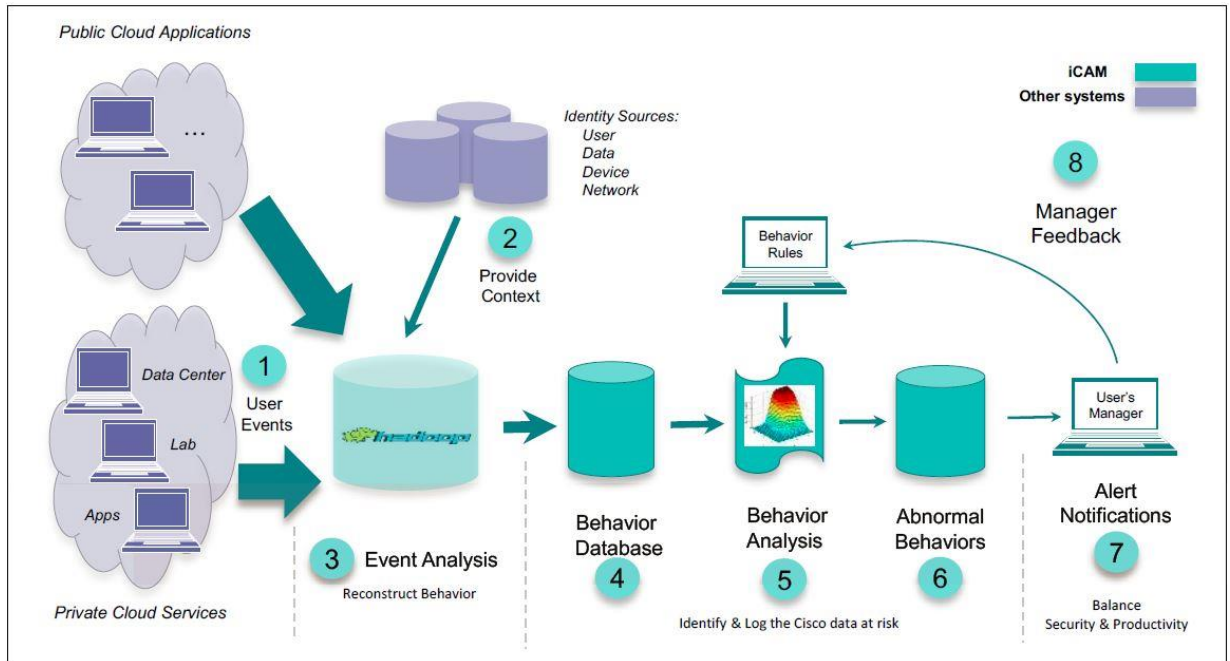 Public Cloud Applications
...
iCAM
Other systems
Identity Sources:
User
Data
Device
Network
8
Manager
Feedback
2
Provide
Context
Behavior
Rules
1
User
Events
Data Center
Lab
Apps
hadoop
User's
Manager
3 Event Analysis
Reconstruct Behavior
Behavior
Database
4
Behavior
Analysis
5
Abnormal
Behaviors
6
Alert
Notifications
7
Private Cloud Services
Identify & Log the Cisco data at risk
Balance
Security & Productivity